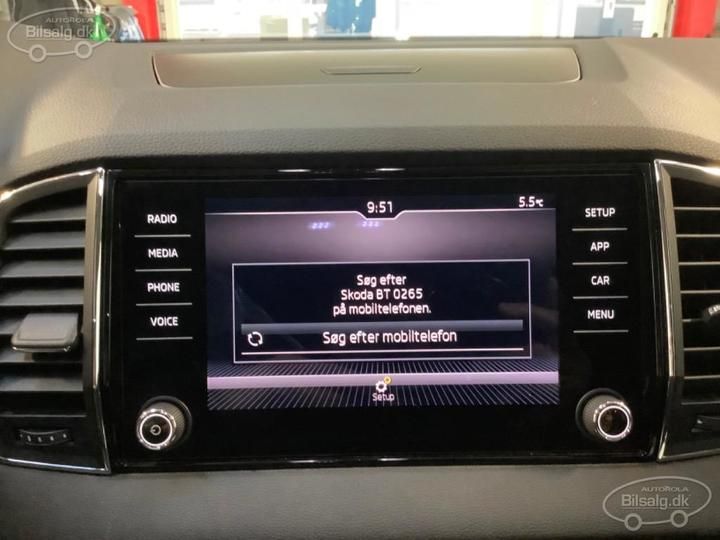 AUTOROLA
Bilsalg.dk
9:51
5.5°C
RADIO
MEDIA
PHONE
VOICE
Søg efter
Skoda BT 0265
på mobiltelefonen.
Søg efter mobiltelefon
Setup
SETUP
APP
CAR
MENU
AUTOROLA
Bilsalg.dk